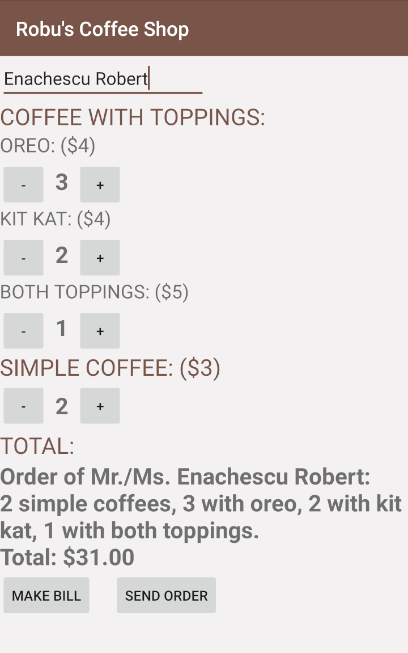 Robu's Coffee Shop
Enachescu Robert
COFFEE WITH TOPPINGS:
OREO: ($4)
- 3 +
KIT KAT: ($4)
- 2 +
BOTH TOPPINGS: ($5)
- 1 +
SIMPLE COFFEE: ($3)
- 2 +
TOTAL:
Order of Mr./Ms. Enachescu Robert:
2 simple coffees, 3 with oreo, 2 with kit
kat, 1 with both toppings.
Total: $31.00
MAKE BILL SEND ORDER